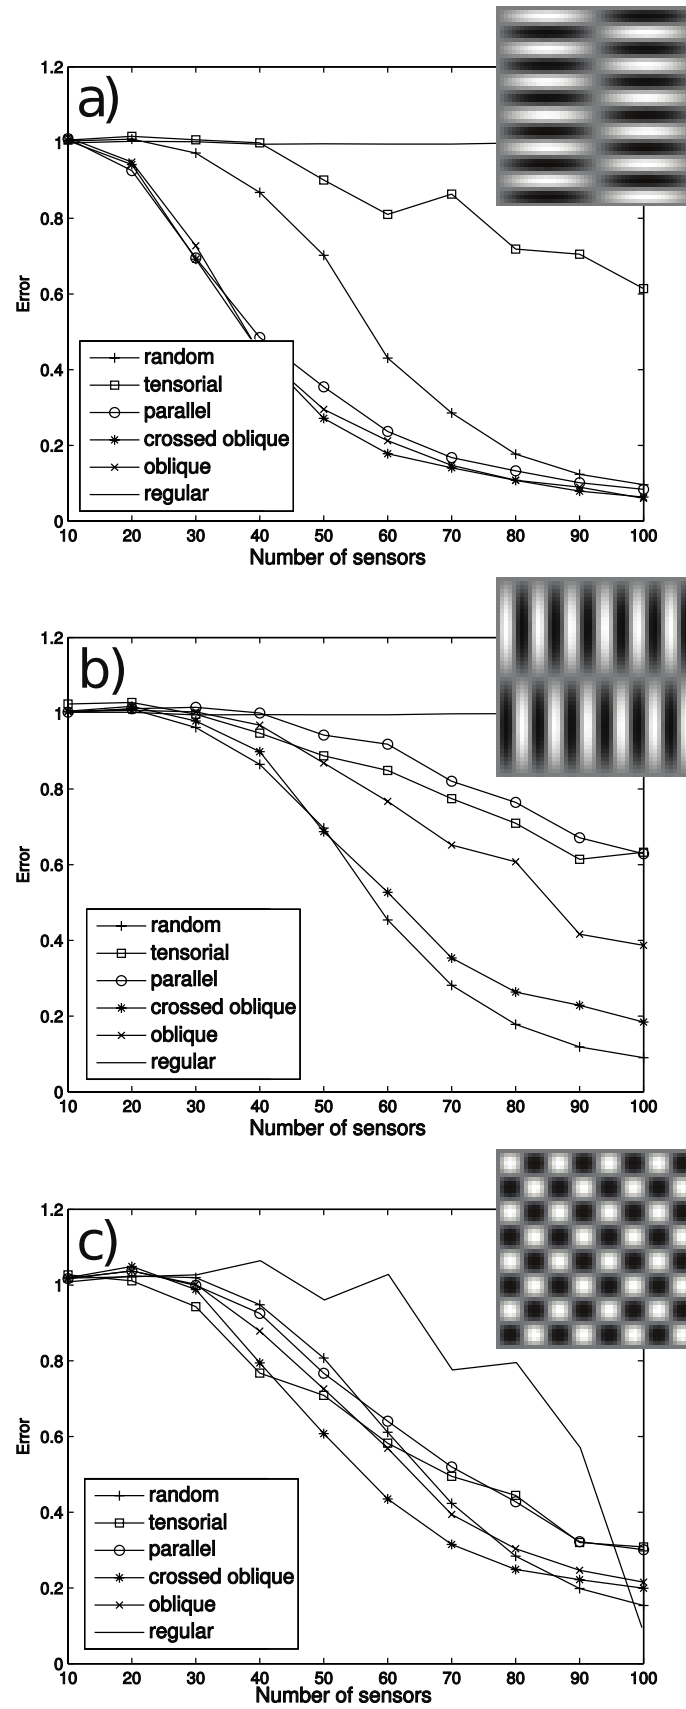 a)
1.2
1
0.8
0.6
0.4
0.2
0
Error
random
tensorial
parallel
crossed oblique
oblique
regular
10 20 30 40 50 60 70 80 90 100
Number of sensors
b)
1.2
1
0.8
0.6
0.4
0.2
0
Error
random
tensorial
parallel
crossed oblique
oblique
regular
10 20 30 40 50 60 70 80 90 100
Number of sensors
c)
1.2
1
0.8
0.6
0.4
0.2
0
Error
random
tensorial
parallel
crossed oblique
oblique
regular
10 20 30 40 50 60 70 80 90 100
Number of sensors